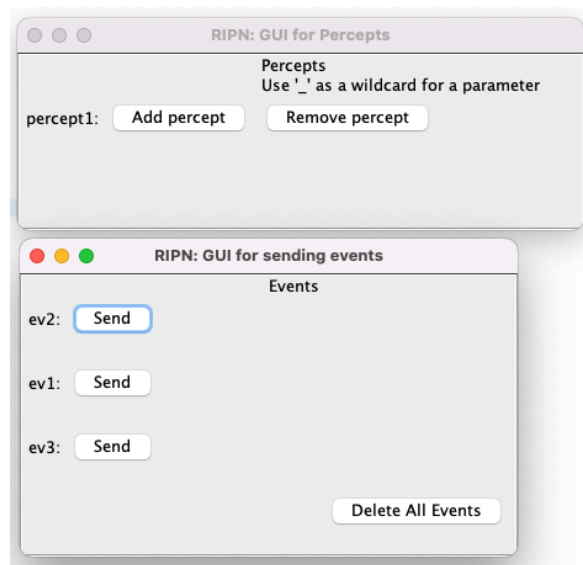 RIPN: GUI for Percepts
Percepts
Use '_' as a wildcard for a parameter
percept1: Add percept Remove percept
RIPN: GUI for sending events
Events
ev2: Send
ev1: Send
ev3: Send
Delete All Events